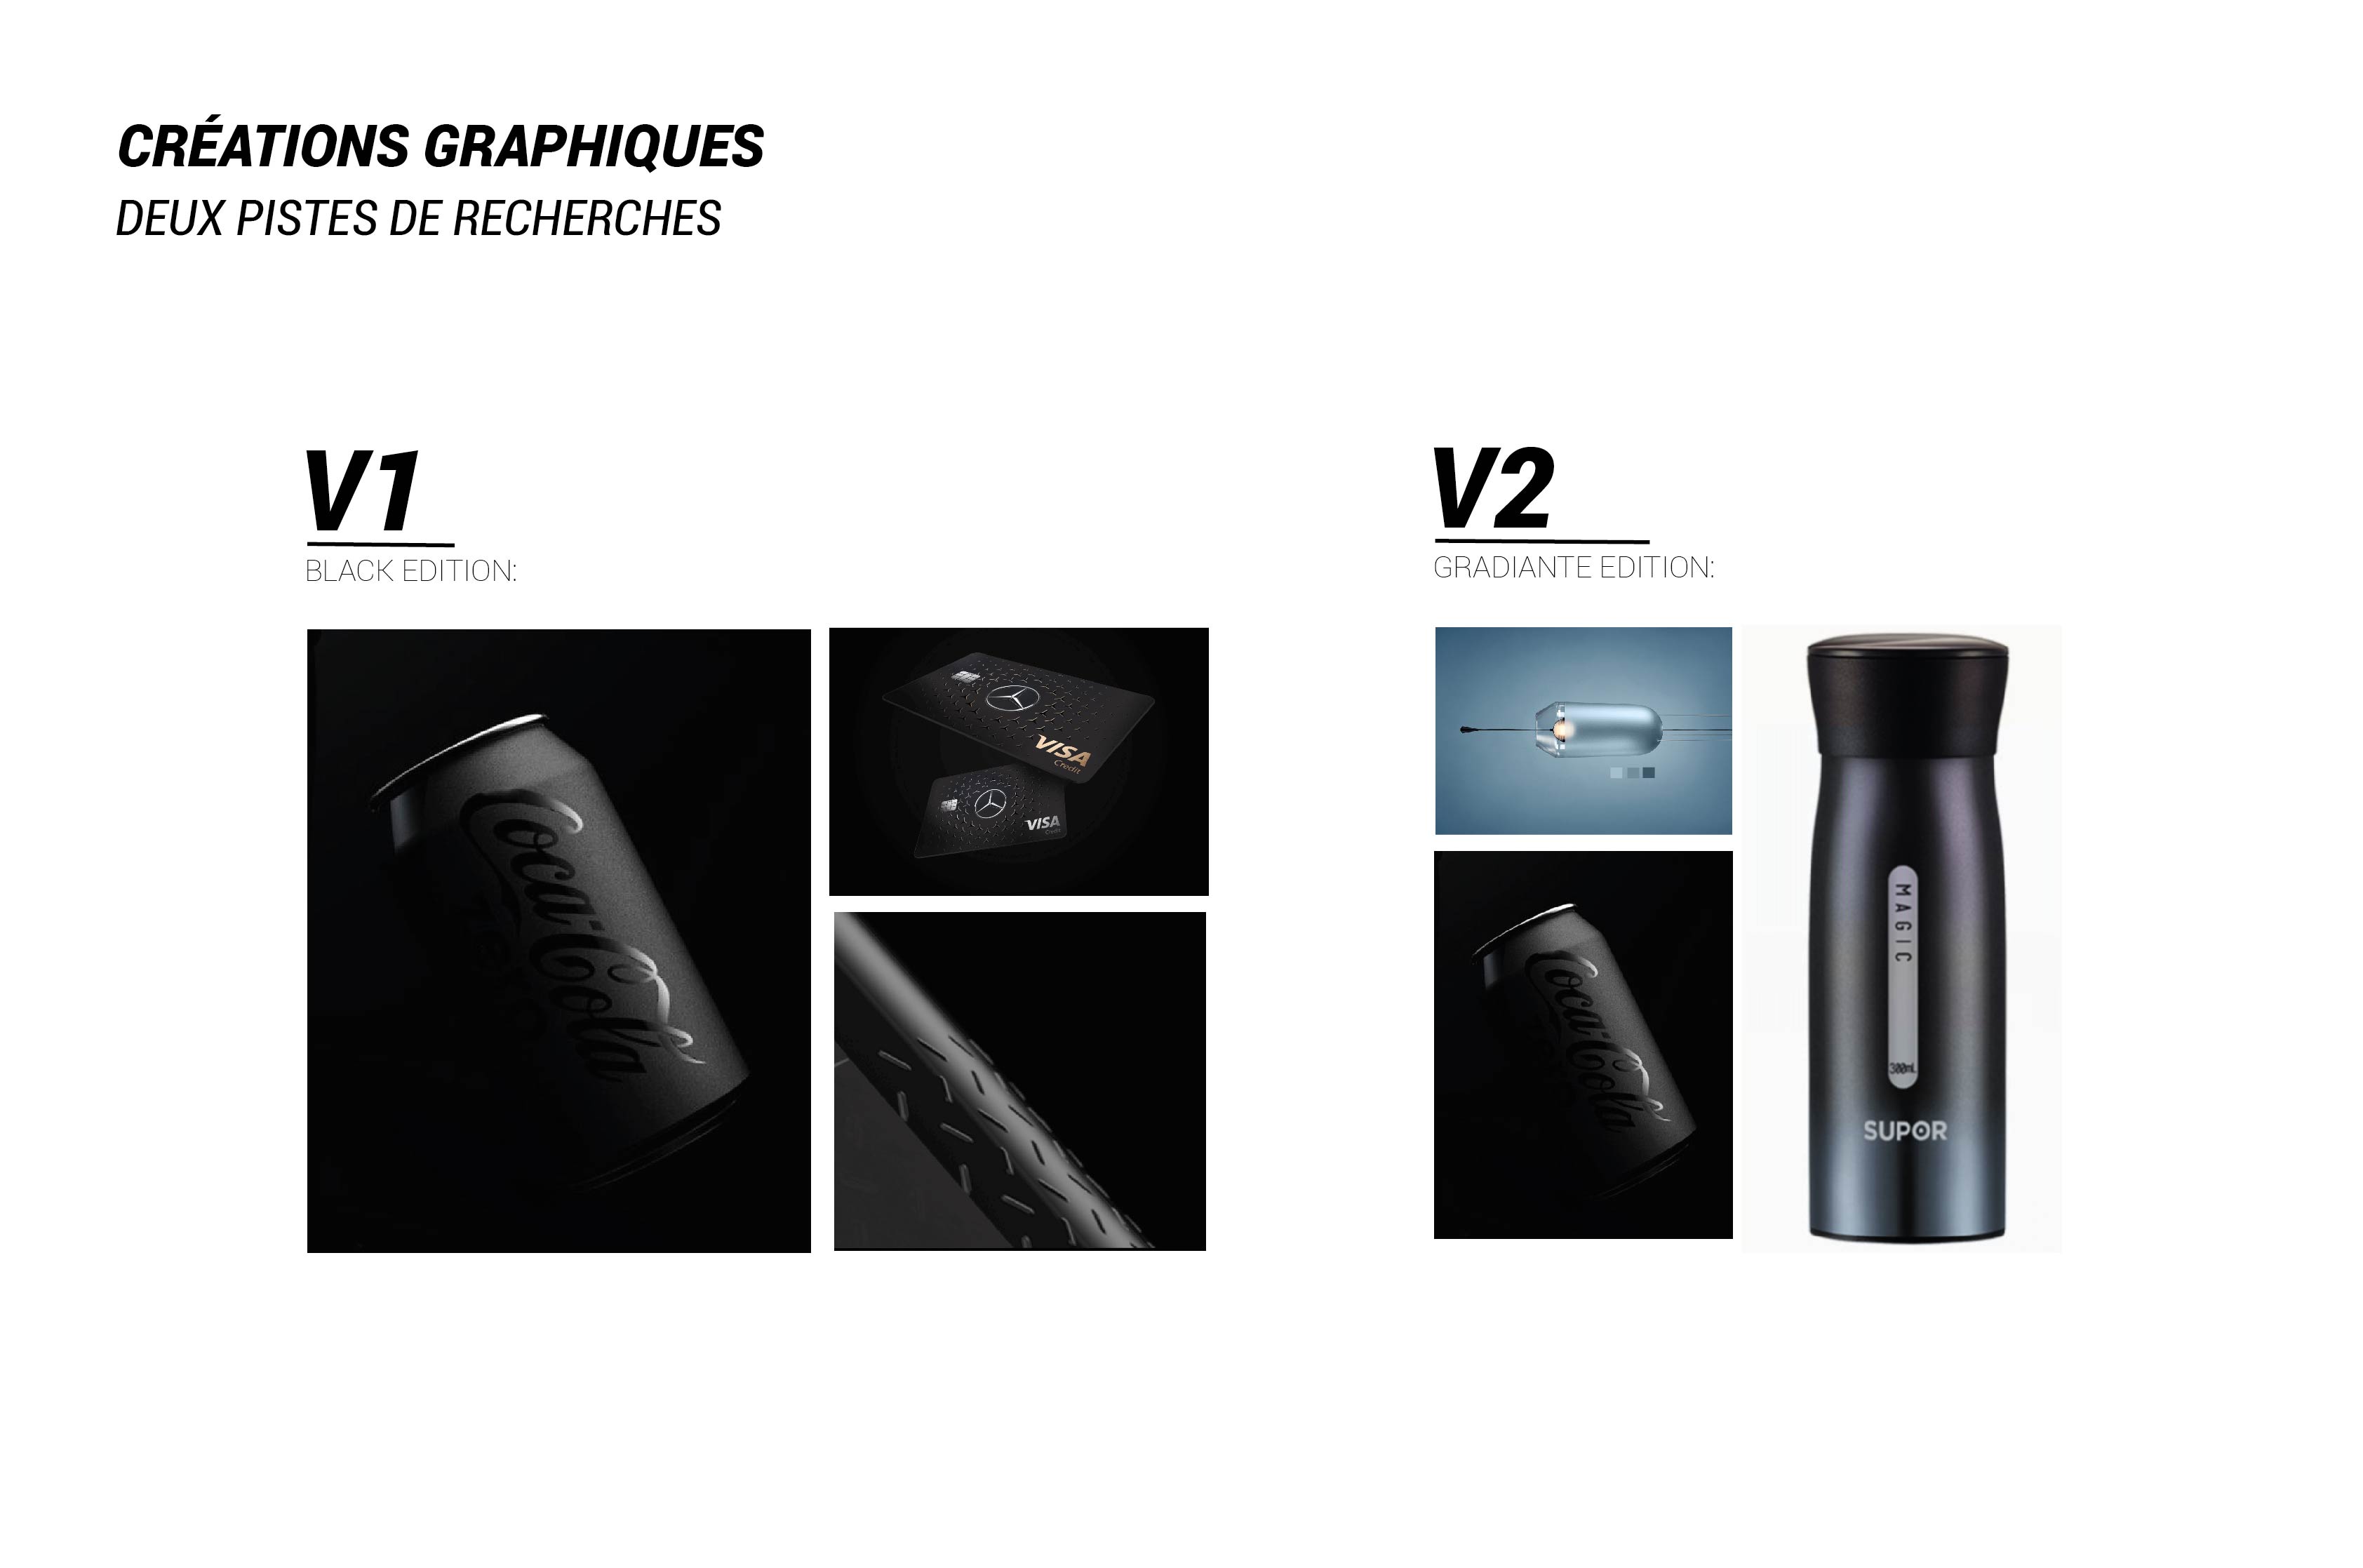 CRÉATIONS GRAPHIQUES
DEUX PISTES DE RECHERCHES
V1
BLACK EDITION:
Coca-Cola
VISA
Credit
VISA
V2
GRADIANTE EDITION:
Coca-Cola
MAGIC
300mL
SUPOR